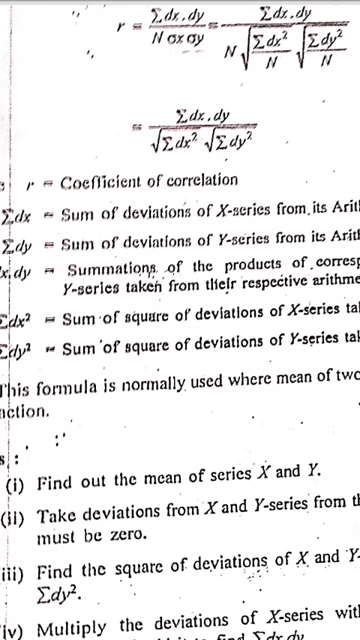 r = Σdx.dy / N σx σy = Σdx.dy / N √Σdx²/N √Σdy²/N
= Σdx.dy / √Σdx² √Σdy²
r = Coefficient of correlation
Σdx = Sum of deviations of X-series from its Arit
Σdy = Sum of deviations of Y-series from its Arit
x.dy = Summations of the products of corresp
Y-series taken from their respective arithme
Σdx² = Sum of square of deviations of X-series tak
Σdy² = Sum of square of deviations of Y-series tak
This formula is normally used where mean of two
action.
s :
(i) Find out the mean of series X and Y.
(ii) Take deviations from X and Y-series from th
must be zero.
iii) Find the square of deviations of X and Y-
Σdy².
iv) Multiply the deviations of X-series wit
find Σdx.dy